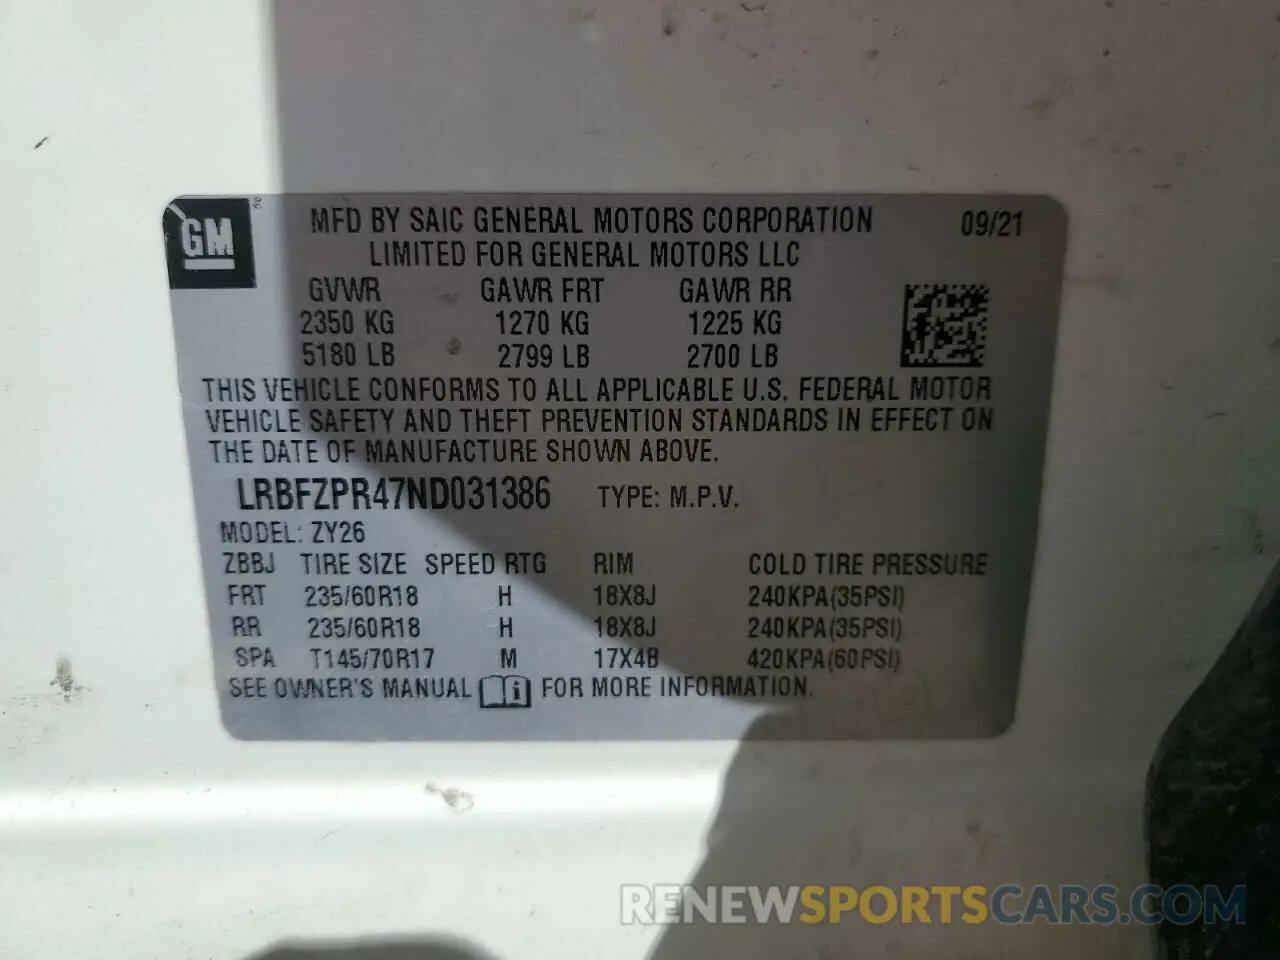 GM
MFD BY SAIC GENERAL MOTORS CORPORATION 09/21
LIMITED FOR GENERAL MOTORS LLC
GVWR GAWR FRT GAWR RR
2350 KG 1270 KG 1225 KG
5180 LB 2799 LB 2700 LB
THIS VEHICLE CONFORMS TO ALL APPLICABLE U.S. FEDERAL MOTOR
VEHICLE SAFETY AND THEFT PREVENTION STANDARDS IN EFFECT ON
THE DATE OF MANUFACTURE SHOWN ABOVE.
LRBFZPR47ND031386 TYPE: M.P.V.
MODEL: ZY26
ZBBJ TIRE SIZE SPEED RTG RIM COLD TIRE PRESSURE
FRT 235/60R18 H 18X8J 240KPA(35PSI)
RR 235/60R18 H 18X8J 240KPA(35PSI)
SPA T145/70R17 M 17X4B 420KPA(60PSI)
SEE OWNER'S MANUAL i FOR MORE INFORMATION.
RENEWSPORTSCARS.COM